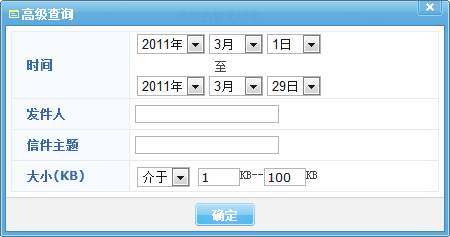 高级查询
时间 2011年 3月 1日
至
2011年 3月 29日
发件人
信件主题
大小(KB) 介于 1 KB--100 KB
确定